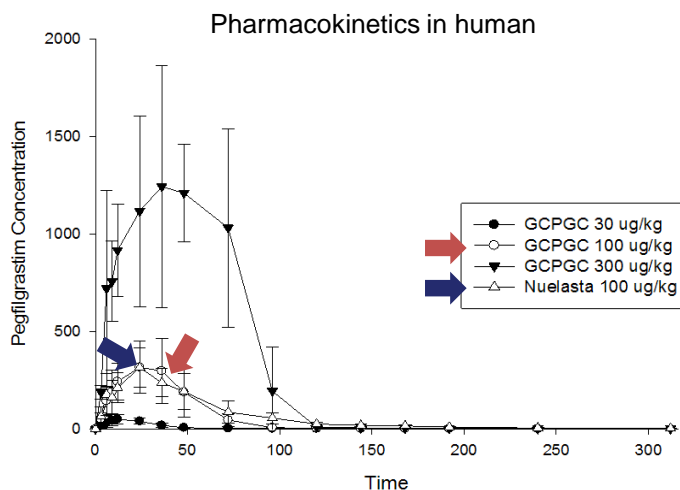 Pharmacokinetics in human
2000
1500
1000
500
0
Pegfilgrastim Concentration
0
50
100
150
200
250
300
Time
GCPGC 30 ug/kg
GCPGC 100 ug/kg
GCPGC 300 ug/kg
Nuelasta 100 ug/kg